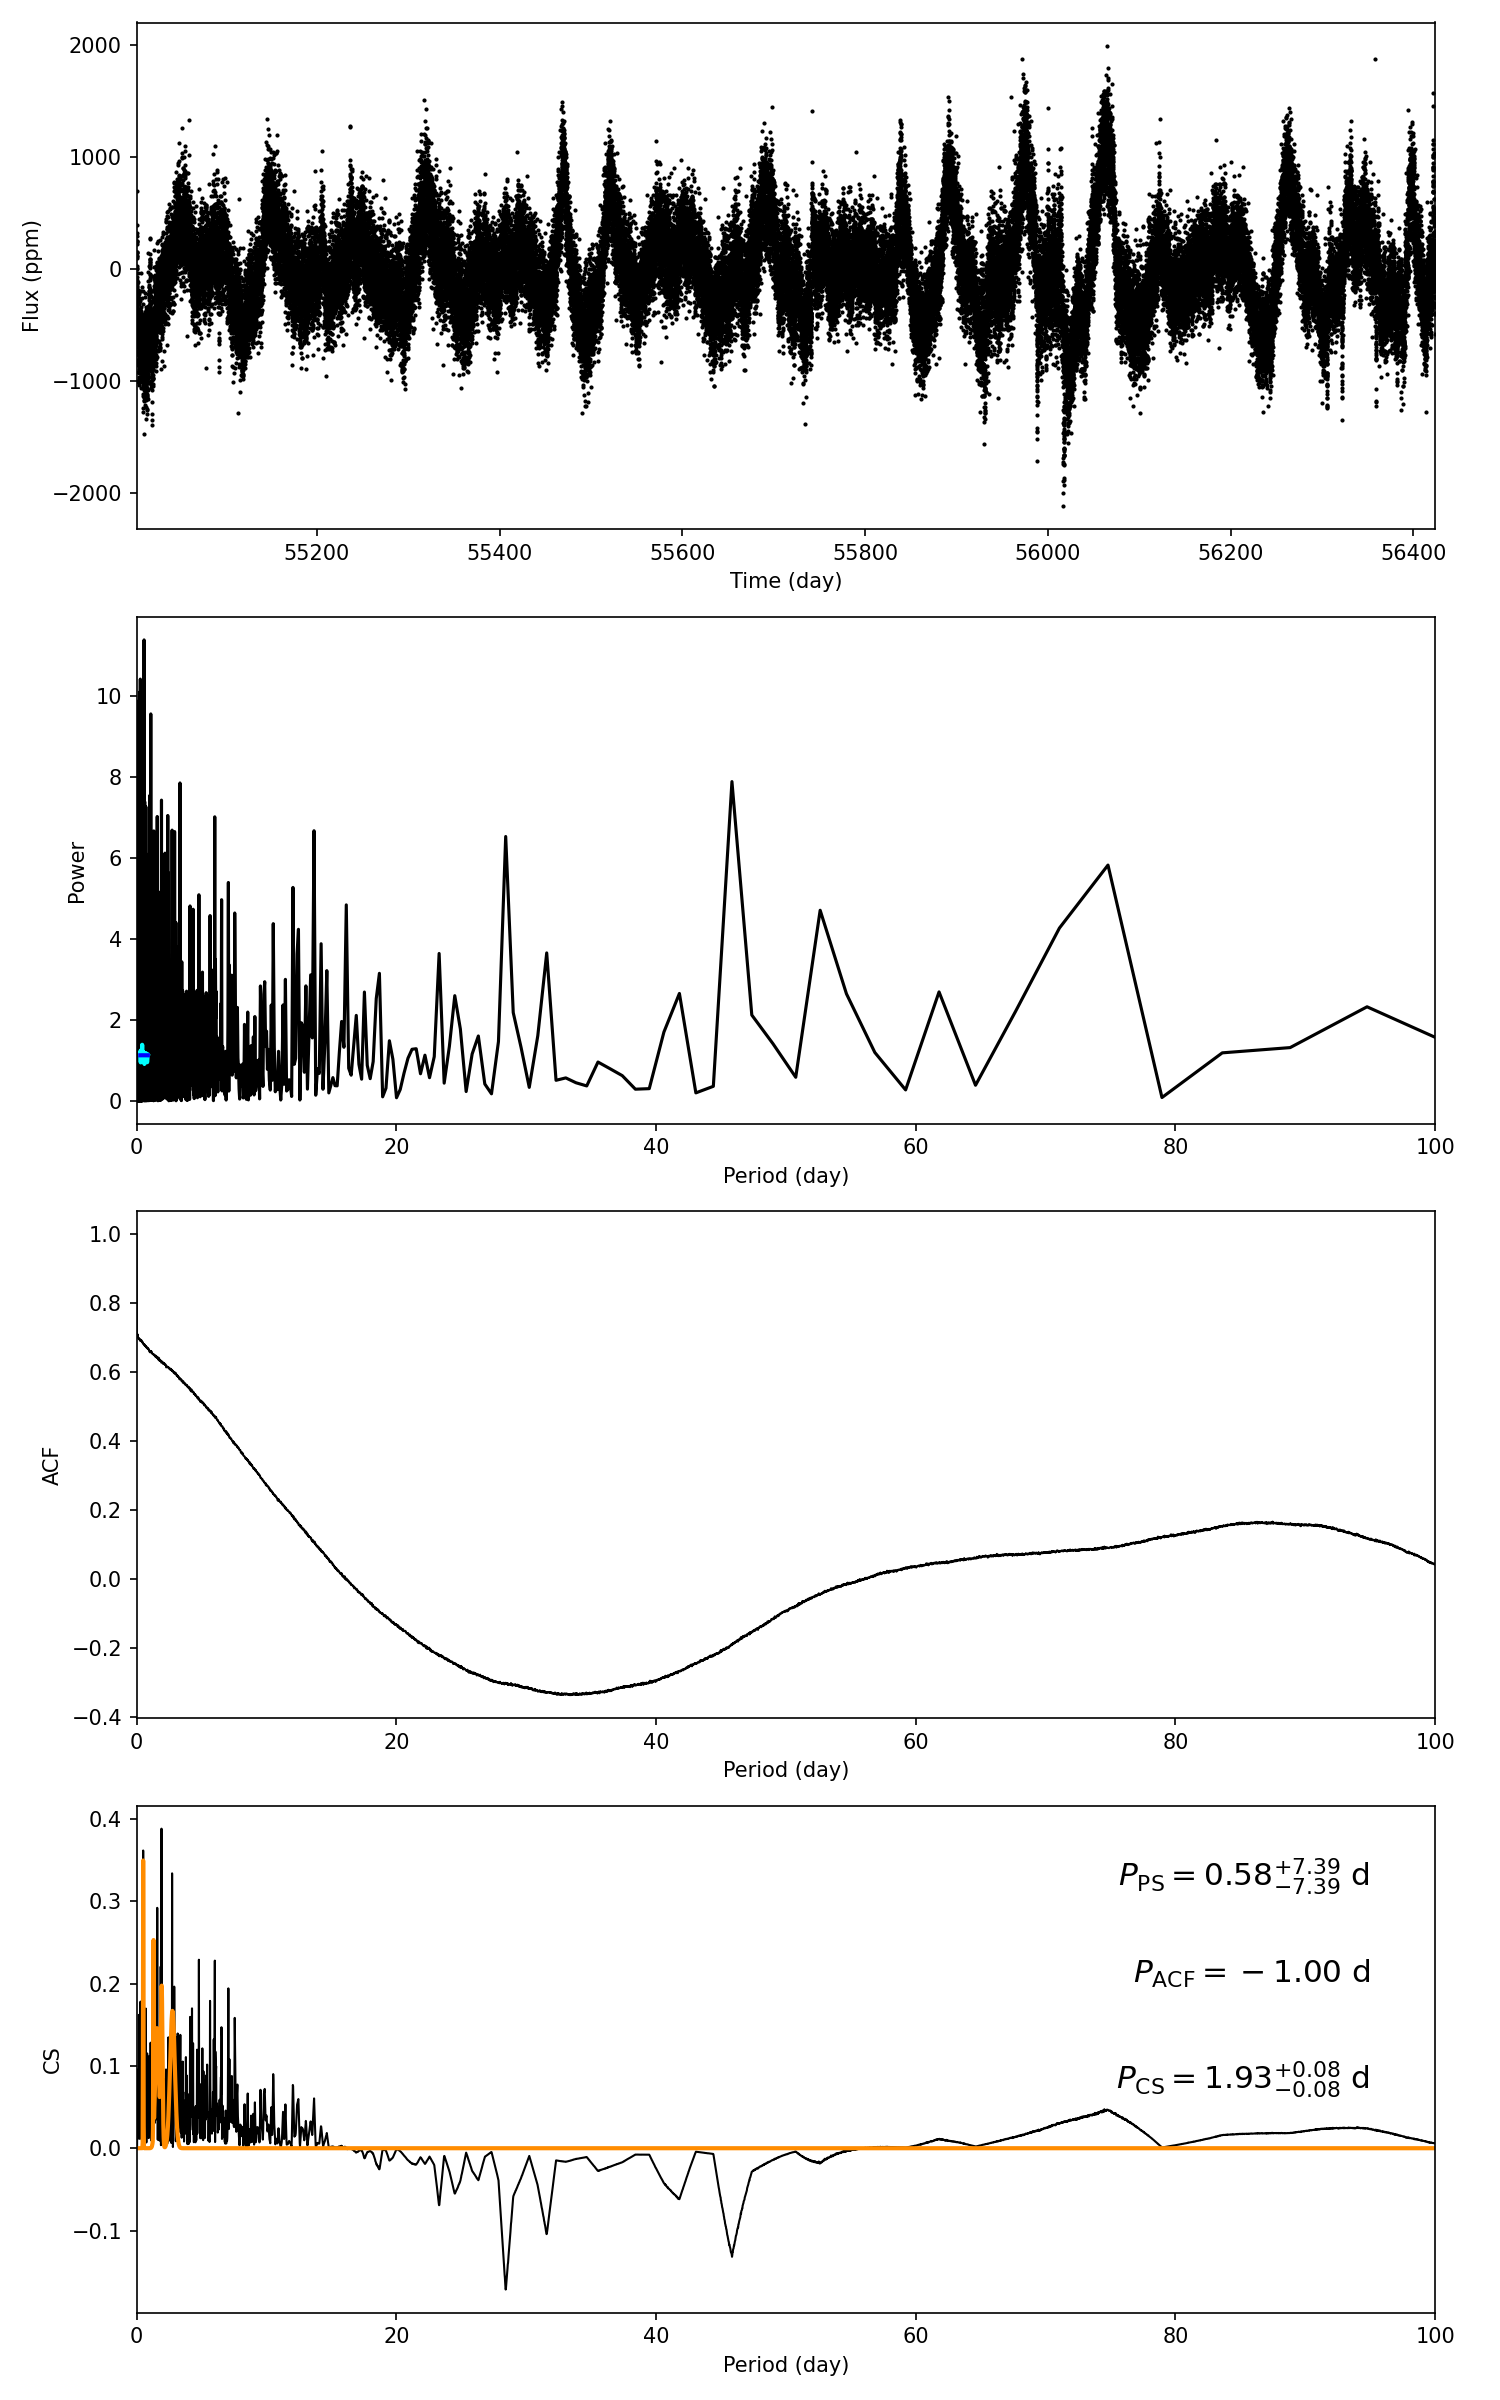 2000
1000
0
−1000
−2000
Flux (ppm)
55200 55400 55600 55800 56000 56200 56400
Time (day)
10
8
6
4
2
0
Power
0 20 40 60 80 100
Period (day)
1.0
0.8
0.6
0.4
0.2
0.0
−0.2
−0.4
ACF
0 20 40 60 80 100
Period (day)
0.4
0.3
0.2
0.1
0.0
−0.1
CS
P_PS = 0.58^{+7.39}_{−7.39} d
P_ACF = −1.00 d
P_CS = 1.93^{+0.08}_{−0.08} d
0 20 40 60 80 100
Period (day)